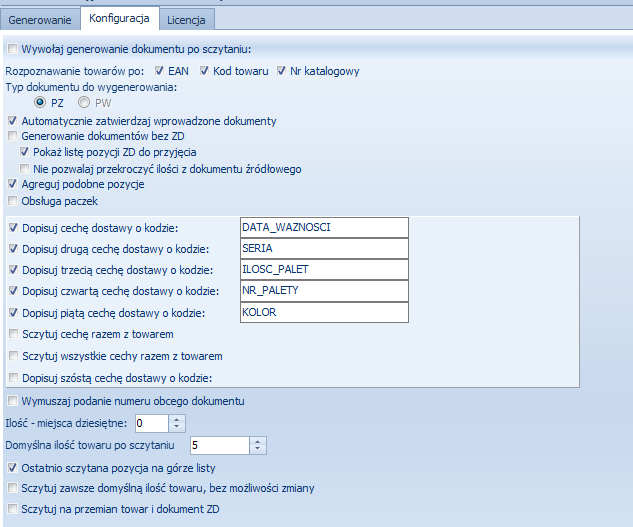 Generowanie Konfiguracja Licencja
Wywołaj generowanie dokumentu po sczytaniu:
Rozpoznawanie towarów po: EAN Kod towaru Nr katalogowy
Typ dokumentu do wygenerowania:
PZ PW
Automatycznie zatwierdzaj wprowadzone dokumenty
Generowanie dokumentów bez ZD
Pokaż listę pozycji ZD do przyjęcia
Nie pozwalaj przekroczyć ilości z dokumentu źródłowego
Agreguj podobne pozycje
Obsługa paczek
Dopisuj cechę dostawy o kodzie: DATA_WAZNOSCI
Dopisuj drugą cechę dostawy o kodzie: SERIA
Dopisuj trzecią cechę dostawy o kodzie: ILOSC_PALET
Dopisuj czwartą cechę dostawy o kodzie: NR_PALETY
Dopisuj piątą cechę dostawy o kodzie: KOLOR
Sczytuj cechę razem z towarem
Sczytuj wszystkie cechy razem z towarem
Dopisuj szóstą cechę dostawy o kodzie:
Wymuszaj podanie numeru obcego dokumentu
Ilość - miejsca dziesiętne: 0
Domyślna ilość towaru po sczytaniu 5
Ostatnio sczytana pozycja na górze listy
Sczytuj zawsze domyślną ilość towaru, bez możliwości zmiany
Sczytuj na przemian towar i dokument ZD